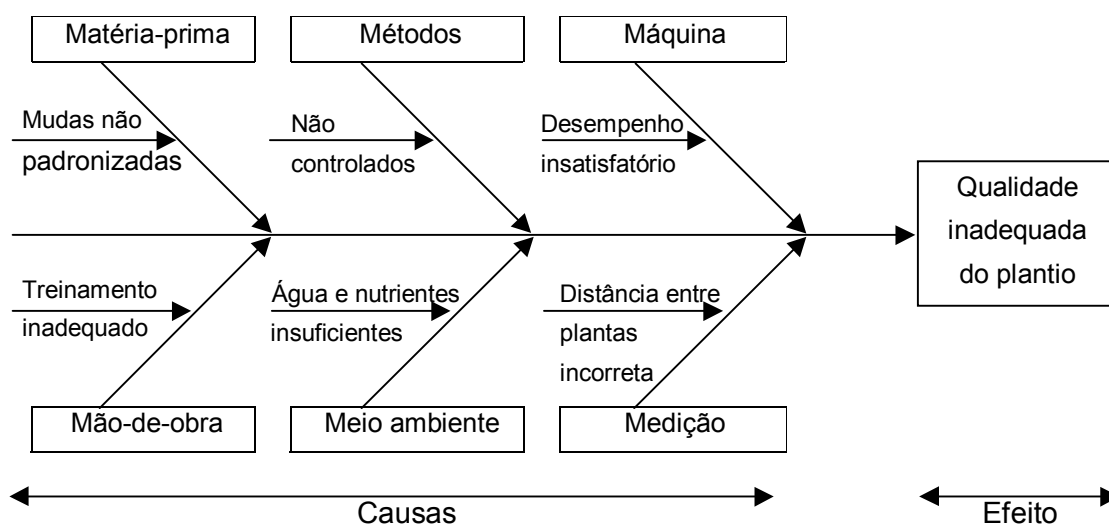 Matéria-prima
Métodos
Máquina
Mudas não
padronizadas
Não
controlados
Desempenho
insatisfatório
Qualidade
inadequada
do plantio
Treinamento
inadequado
Água e nutrientes
insuficientes
Distância entre
plantas
incorreta
Mão-de-obra
Meio ambiente
Medição
Causas
Efeito